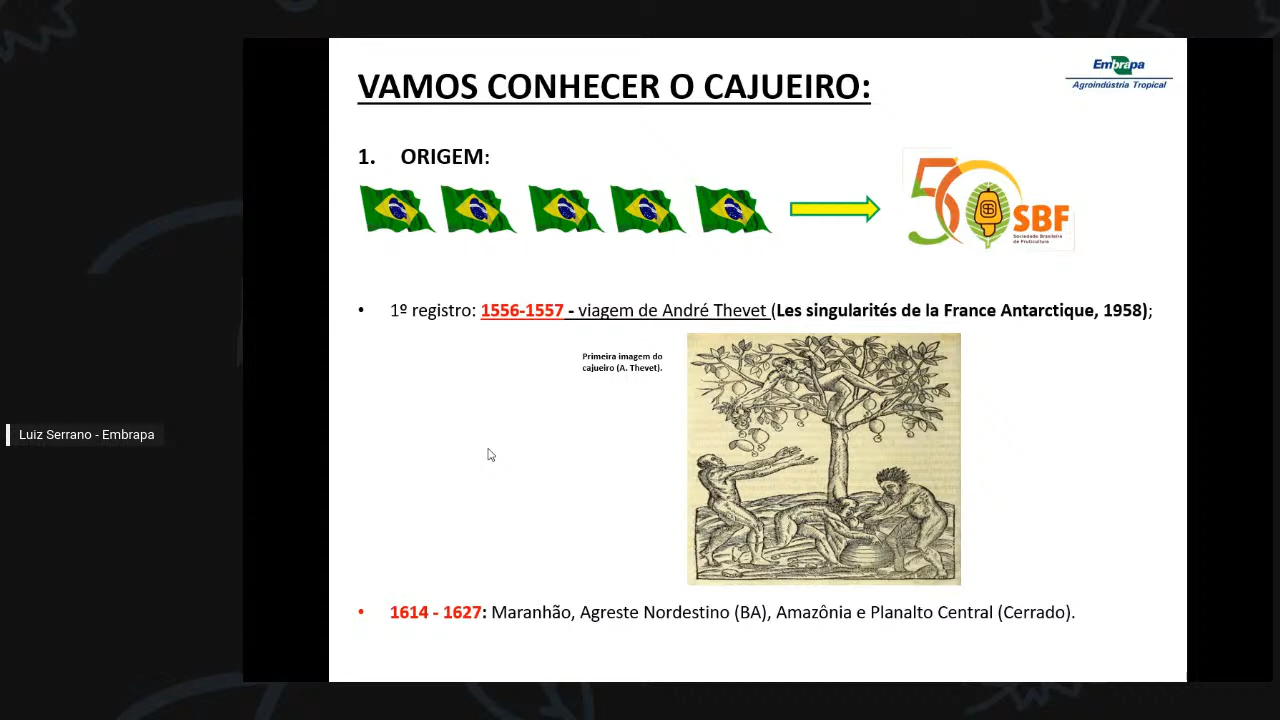 VAMOS CONHECER O CAJUEIRO:
Embrapa
Agroindústria Tropical
1. ORIGEM:
50
SBF
Sociedade Brasileira
de Fruticultura
• 1º registro: 1556-1557 - viagem de André Thevet (Les singularités de la France Antarctique, 1958);
Primeira imagem do
cajueiro (A. Thevet).
Luiz Serrano - Embrapa
• 1614 - 1627: Maranhão, Agreste Nordestino (BA), Amazônia e Planalto Central (Cerrado).